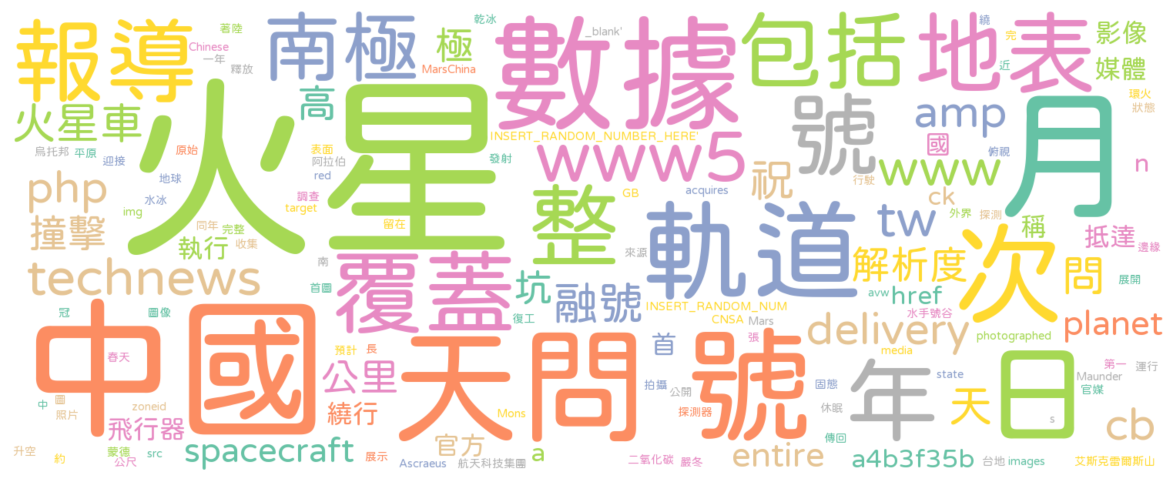 報導
Chinese
著陸
一年
釋放
南極
極
乾冰
MarsChina
_blank'
數據
包括
地表
繞
完
近
影像
媒體
環火
狀態
火星車
高
火星
INSERT_RANDOM_NUMBER_HERE'
www5
號
amp
國
俯視
www
月
n
烏托邦
平原
迎接
原始
地球
水冰
表面
阿拉伯
red
發射
調查
target
GB
acquires
祝
行駛
ck
外界
探測
tw
稱
抵達
邊緣
php
img
撞擊
同年
完整
收集
執行
留在
整
來源
軌道
解析度
次
問
展開
technews
南
首圖
覆蓋
坑
復工
融號
INSERT_RANDOM_NUM
CNSA
Mars
avw
href
水手號谷
delivery
photographed
planet
冠
圖像
中國
春天
天問號
預計
長
首
張
media
第一
運行
公里
拍攝
公開
固態
state
年
天
日
Maunder
官媒
s
中
圖
照片
zoneid
繞行
Mons
探測器
休眠
cb
飛行器
官方
傳回
升空
約
蒙德
公尺
src
spacecraft
展示
Ascraeus
航天科技集團
a
二氧化碳
嚴冬
entire
a4b3f35b
台地
images
艾斯克雷爾斯山